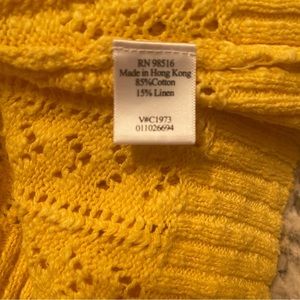 RN 98516
Made in Hong Kong
85%Cotton
15% Linen
V#C1973
011026694